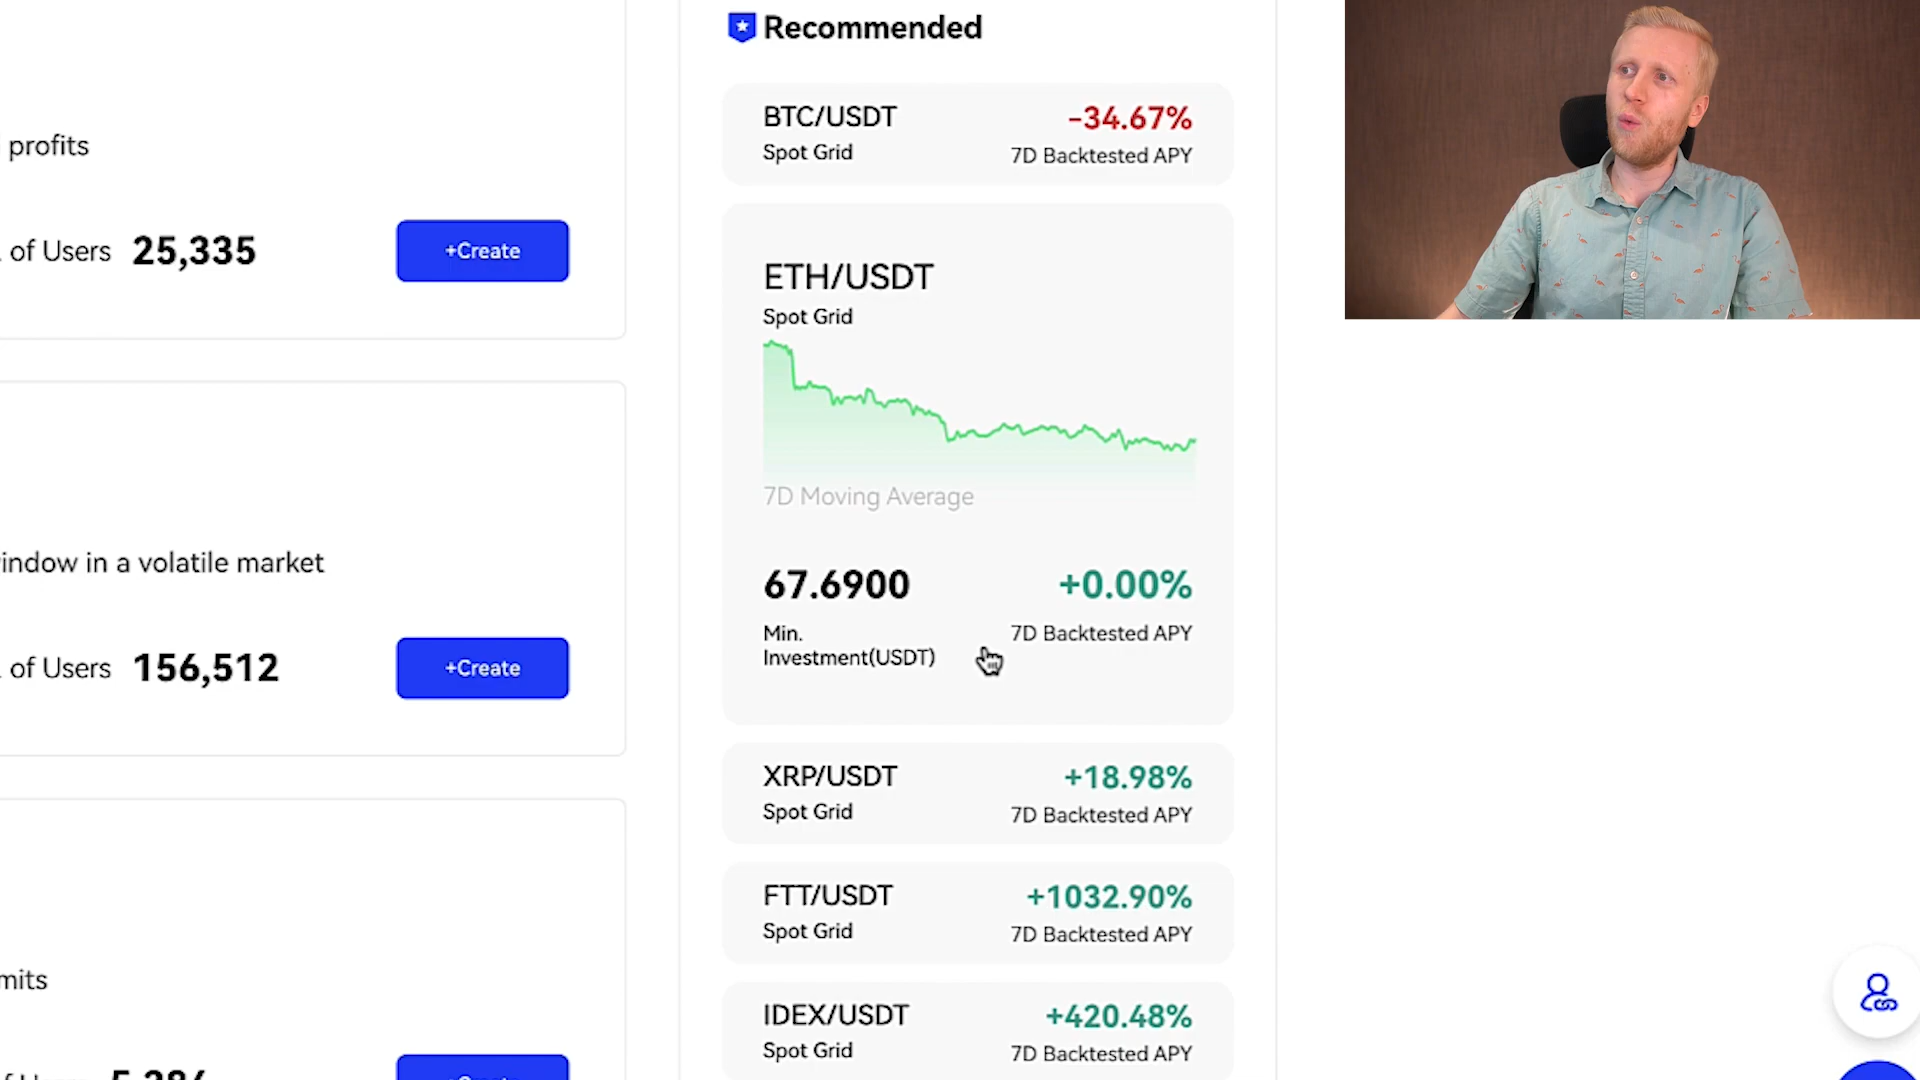 profits
of Users 25,335
+Create
in a volatile market
of Users 156,512
+Create
Recommended
BTC/USDT -34.67%
Spot Grid 7D Backtested APY
ETH/USDT
Spot Grid
7D Moving Average
67.6900 +0.00%
Min. 7D Backtested APY
Investment(USDT)
XRP/USDT +18.98%
Spot Grid 7D Backtested APY
FTT/USDT +1032.90%
Spot Grid 7D Backtested APY
IDEX/USDT +420.48%
Spot Grid 7D Backtested APY